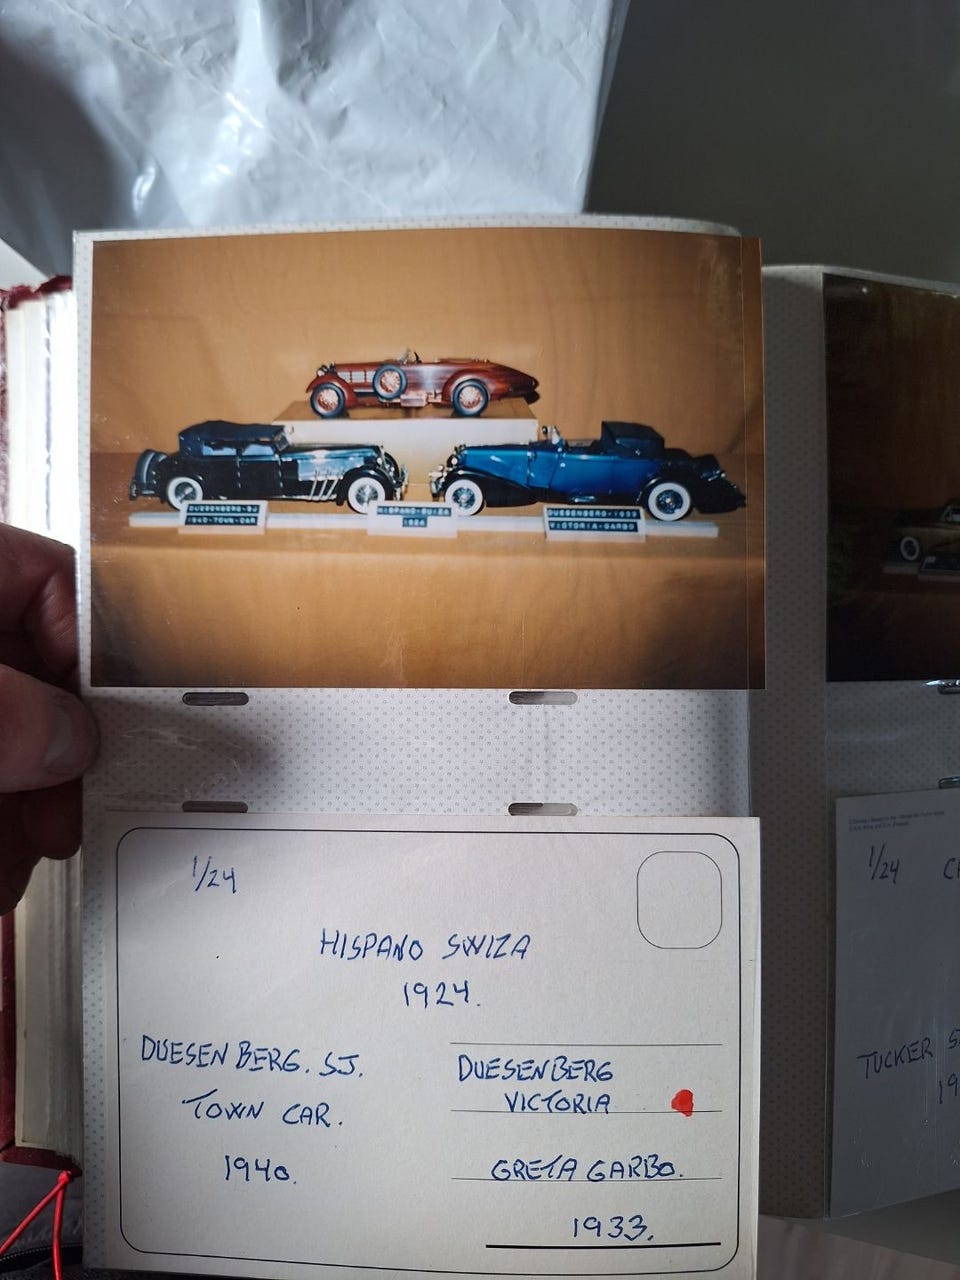 DUESENBERG-SJ
1940-TOWN-CAR
HISPANO-SUIZA
1924
DUESENBERG-1933
VICTORIA-GARBO
1/24
HISPANO SWIZA
1924.
DUESENBERG. SJ.
TOWN CAR.
1940.
DUESENBERG
VICTORIA
GRETA GARBO.
1933.
1/24
TUCKER
19